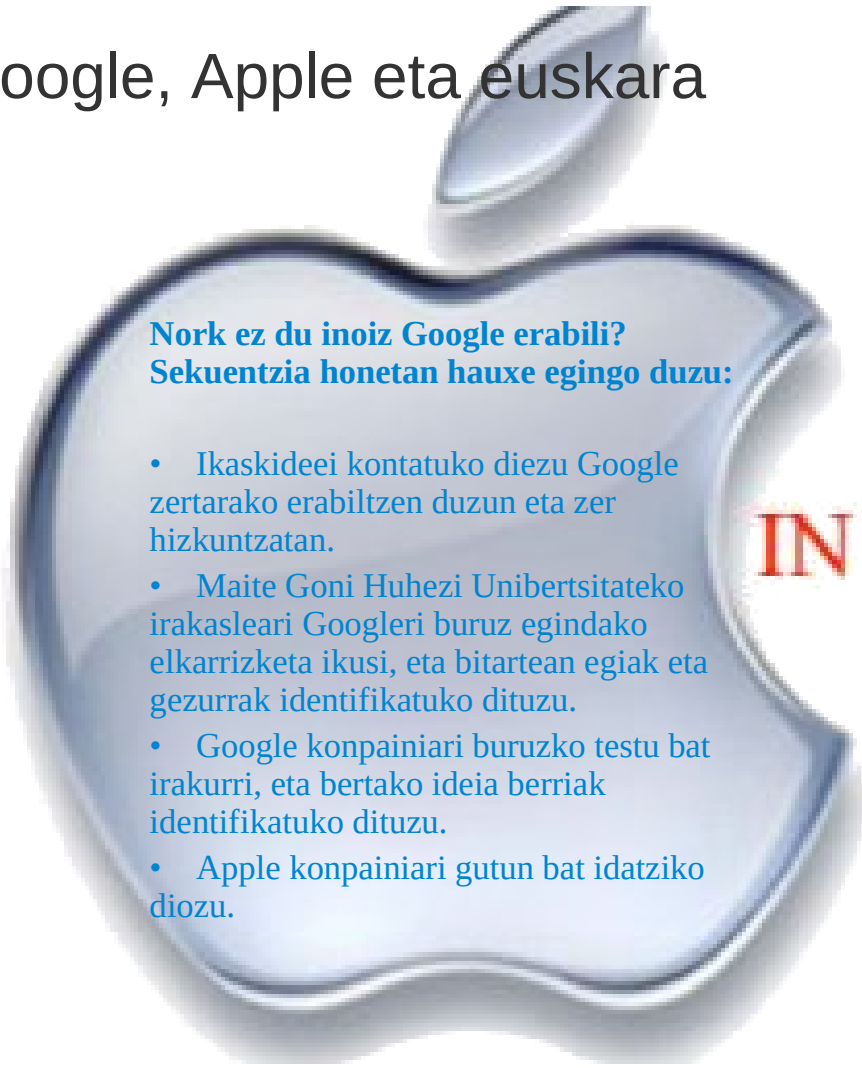 oogle, Apple eta euskara
Nork ez du inoiz Google erabili?
Sekuentzia honetan hauxe egingo duzu:
• Ikaskideei kontatuko diezu Google
zertarako erabiltzen duzun eta zer
hizkuntzatan.
• Maite Goni Huhezi Unibertsitateko
irakasleari Googleri buruz egindako
elkarrizketa ikusi, eta bitartean egiak eta
gezurrak identifikatuko dituzu.
• Google konpainiari buruzko testu bat
irakurri, eta bertako ideia berriak
identifikatuko dituzu.
• Apple konpainiari gutun bat idatziko
diozu.
IN